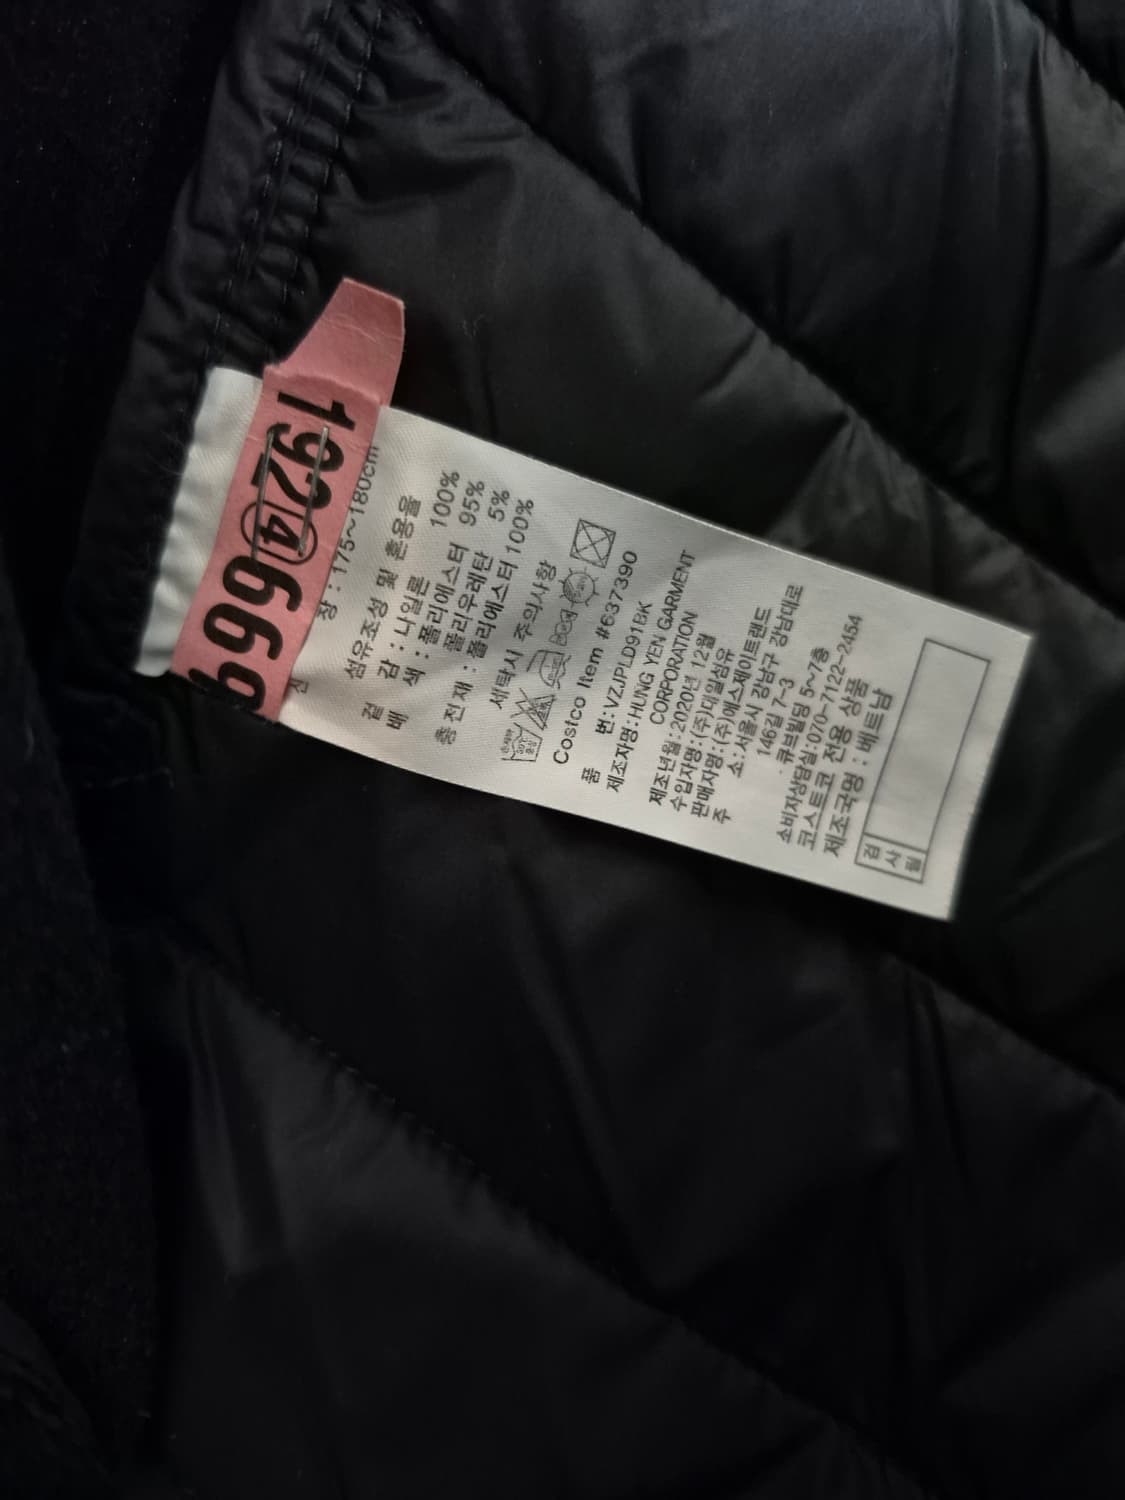 192④669
장 : 175~180cm
섬유조성 및 혼용율
겉 감 : 나일론 100%
배 색 : 폴리에스터 95%
폴리우레탄 5%
충전재 : 폴리에스터 100%
세탁시 주의사항
Costco Item #637390
품 번:VZJPLD91BK
제조자명:HUNG YEN GARMENT
CORPORATION
제조년월:2020년 12월
수입자명:(주)대일섬유
판매자명:(주)에스제이트렌드
주 소:서울시 강남구 강남대로
146길 7-3
큐브빌딩 5~7층
소비자상담실:070-7122-2454
코스트코 전용 상품
제조국명 : 베트남
검사필